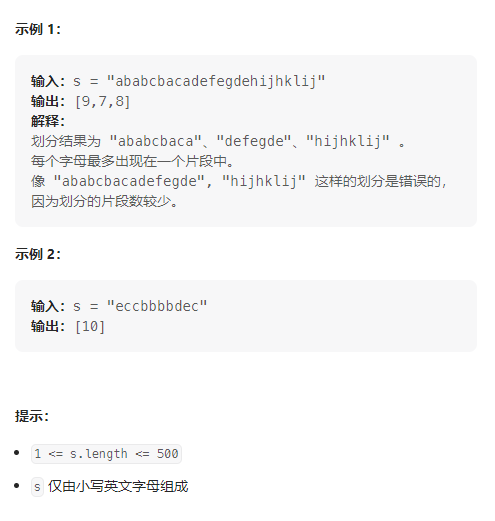 示例 1：
输入：s = "ababcbacadefegdehijhklij"
输出：[9,7,8]
解释：
划分结果为 "ababcbaca"、"defegde"、"hijhklij" 。
每个字母最多出现在一个片段中。
像 "ababcbacadefegde", "hijhklij" 这样的划分是错误的，
因为划分的片段数较少。
示例 2：
输入：s = "eccbbbbdec"
输出：[10]
提示：
1 <= s.length <= 500
s 仅由小写英文字母组成